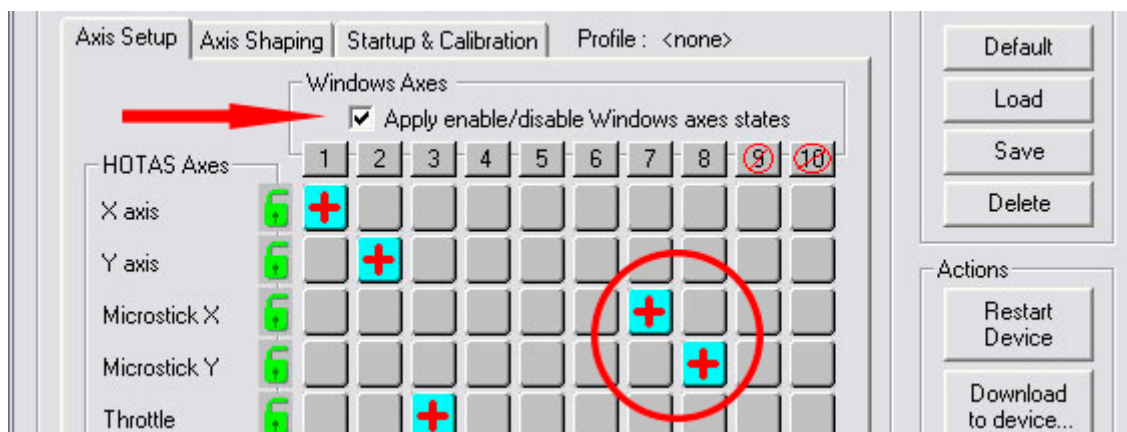 Axis Setup Axis Shaping Startup & Calibration Profile : <none>
Default
Windows Axes
Apply enable/disable Windows axes states
Load
HOTAS Axes 1 2 3 4 5 6 7 8 9 10
Save
X axis
Delete
Y axis
Actions
Microstick X
Restart
Device
Microstick Y
Throttle
Download
to device...